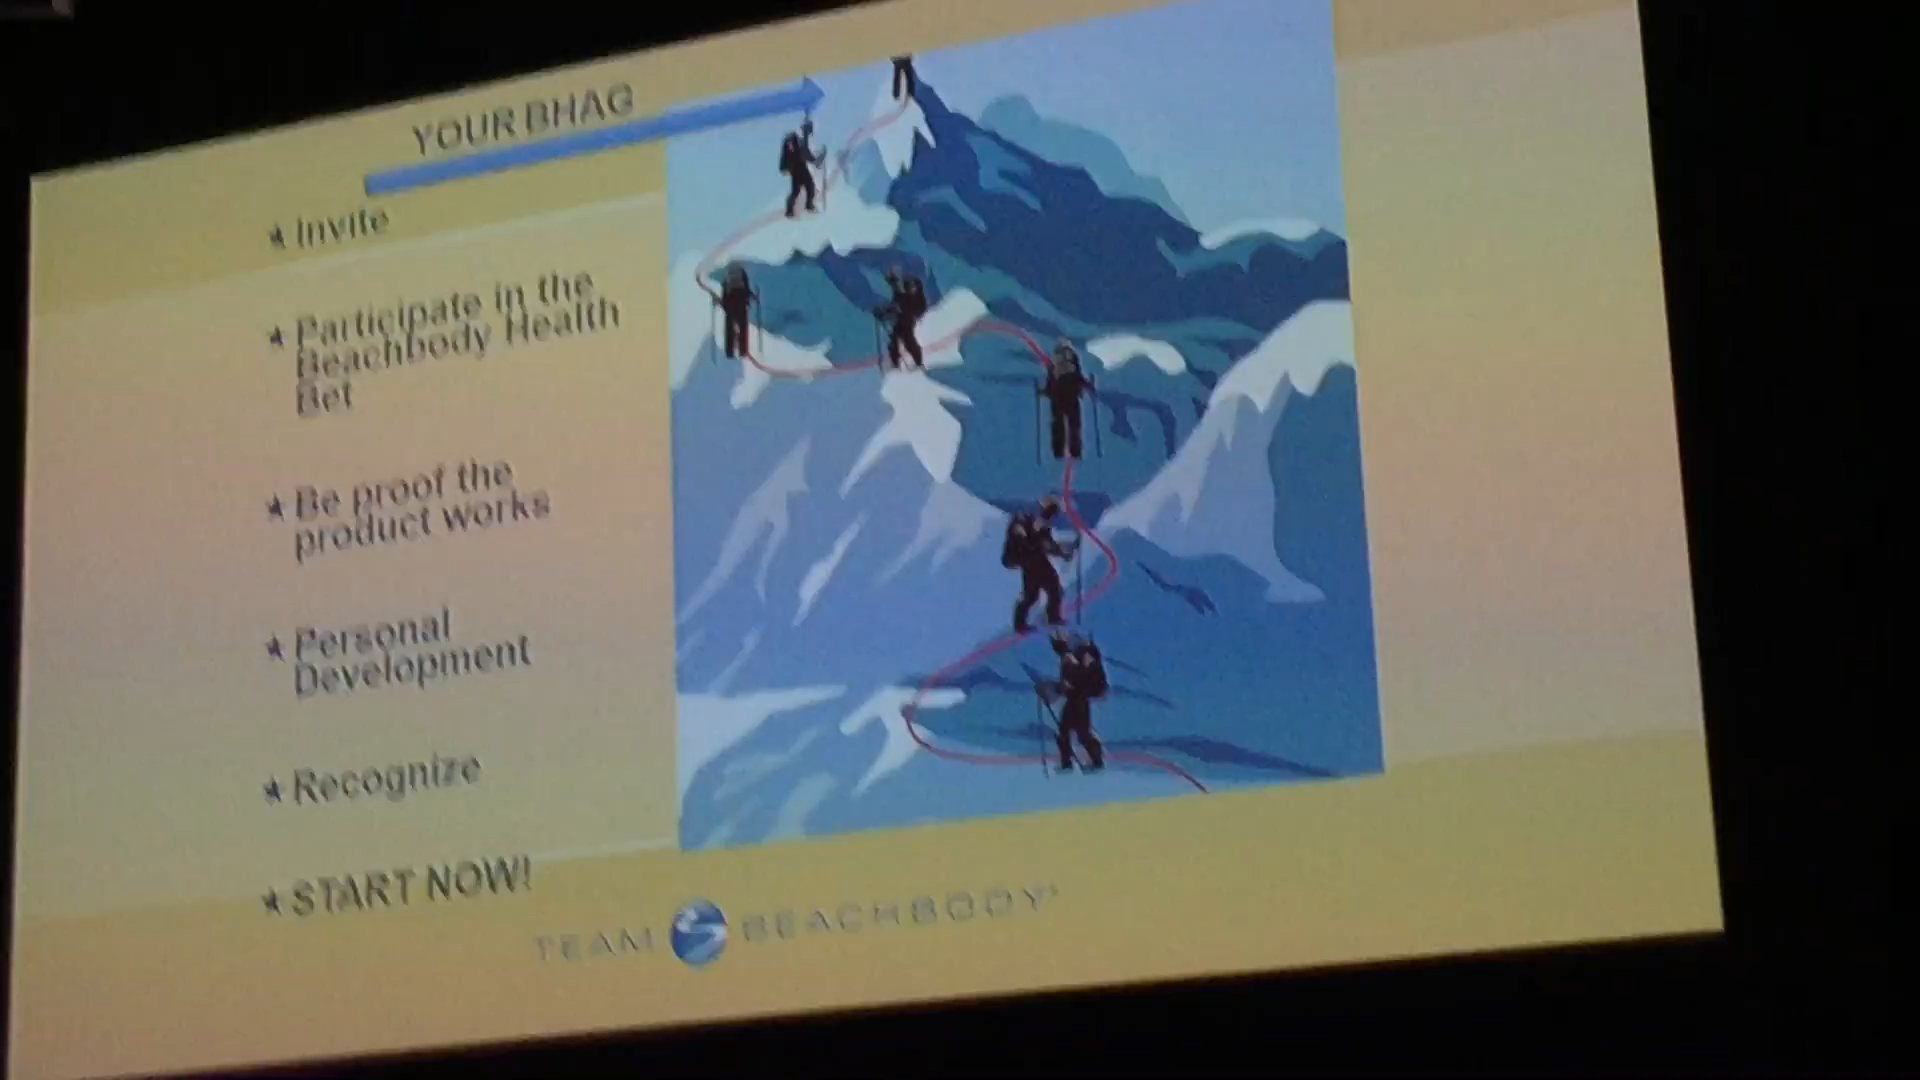 YOUR BHAG
★ Invite
★ Participate in the
Beachbody Health
Bet
★ Be proof the
product works
★ Personal
Development
★ Recognize
★ START NOW!
TEAM BEACHBODY